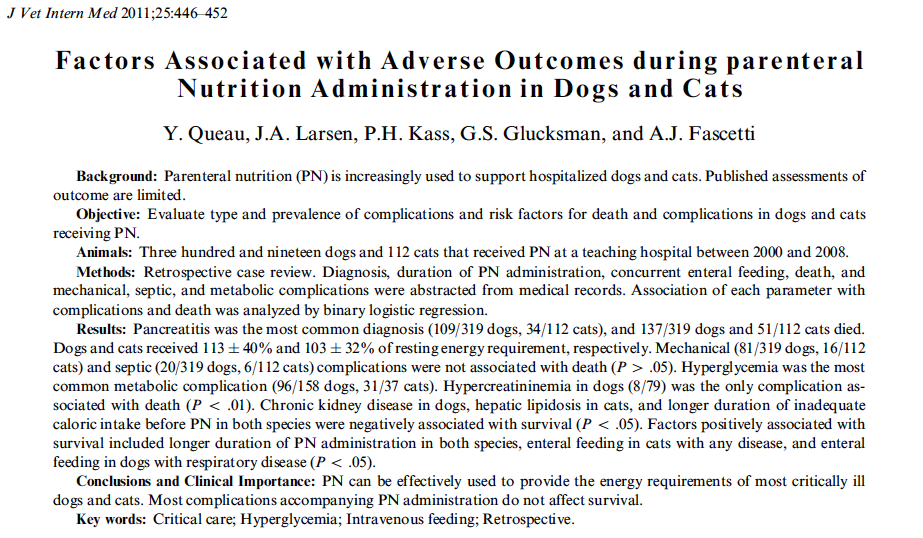 J Vet Intern Med 2011;25:446–452
Factors Associated with Adverse Outcomes during parenteral
Nutrition Administration in Dogs and Cats
Y. Queau, J.A. Larsen, P.H. Kass, G.S. Glucksman, and A.J. Fascetti
Background: Parenteral nutrition (PN) is increasingly used to support hospitalized dogs and cats. Published assessments of
outcome are limited.
Objective: Evaluate type and prevalence of complications and risk factors for death and complications in dogs and cats
receiving PN.
Animals: Three hundred and nineteen dogs and 112 cats that received PN at a teaching hospital between 2000 and 2008.
Methods: Retrospective case review. Diagnosis, duration of PN administration, concurrent enteral feeding, death, and
mechanical, septic, and metabolic complications were abstracted from medical records. Association of each parameter with
complications and death was analyzed by binary logistic regression.
Results: Pancreatitis was the most common diagnosis (109/319 dogs, 34/112 cats), and 137/319 dogs and 51/112 cats died.
Dogs and cats received 113 ± 40% and 103 ± 32% of resting energy requirement, respectively. Mechanical (81/319 dogs, 16/112
cats) and septic (20/319 dogs, 6/112 cats) complications were not associated with death (P > .05). Hyperglycemia was the most
common metabolic complication (96/158 dogs, 31/37 cats). Hypercreatininemia in dogs (8/79) was the only complication as-
sociated with death (P < .01). Chronic kidney disease in dogs, hepatic lipidosis in cats, and longer duration of inadequate
caloric intake before PN in both species were negatively associated with survival (P < .05). Factors positively associated with
survival included longer duration of PN administration in both species, enteral feeding in cats with any disease, and enteral
feeding in dogs with respiratory disease (P < .05).
Conclusions and Clinical Importance: PN can be effectively used to provide the energy requirements of most critically ill
dogs and cats. Most complications accompanying PN administration do not affect survival.
Key words: Critical care; Hyperglycemia; Intravenous feeding; Retrospective.